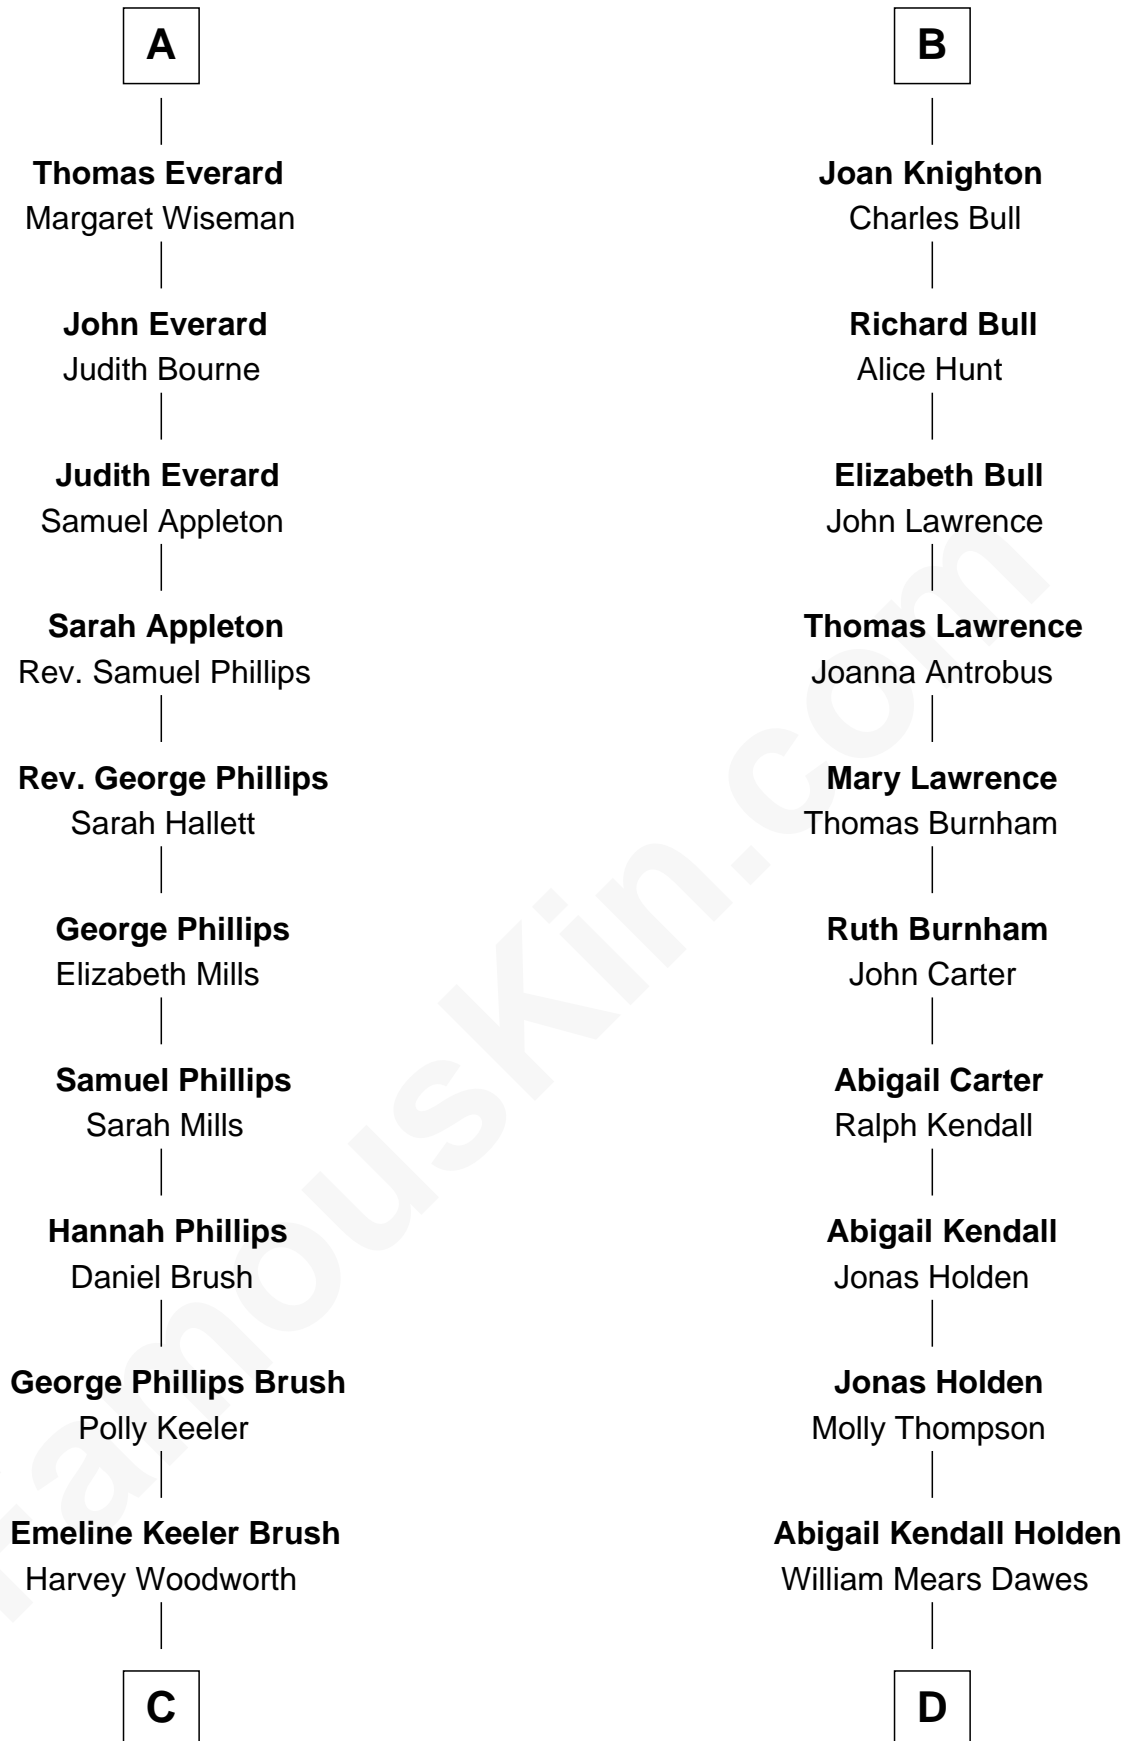 A
Thomas Everard
Margaret Wiseman
John Everard
Judith Bourne
Judith Everard
Samuel Appleton
Sarah Appleton
Rev. Samuel Phillips
Rev. George Phillips
Sarah Hallett
George Phillips
Elizabeth Mills
Samuel Phillips
Sarah Mills
Hannah Phillips
Daniel Brush
George Phillips Brush
Polly Keeler
Emeline Keeler Brush
Harvey Woodworth
C
B
Joan Knighton
Charles Bull
Richard Bull
Alice Hunt
Elizabeth Bull
John Lawrence
Thomas Lawrence
Joanna Antrobus
Mary Lawrence
Thomas Burnham
Ruth Burnham
John Carter
Abigail Carter
Ralph Kendall
Abigail Kendall
Jonas Holden
Jonas Holden
Molly Thompson
Abigail Kendall Holden
William Mears Dawes
D
FamousKin.com